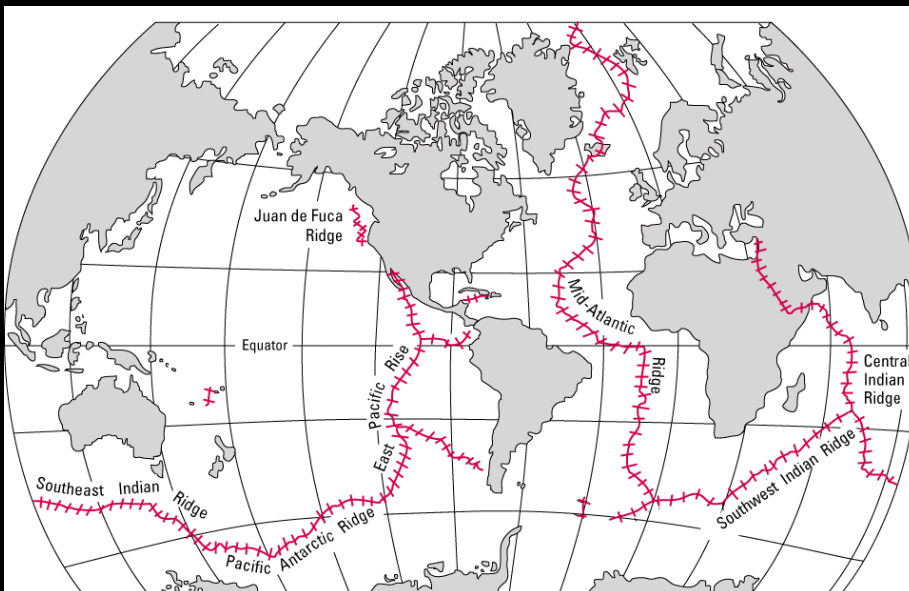 Juan de Fuca
Ridge
Mid-Atlantic
Ridge
Equator
Central
Indian
Ridge
East Pacific Rise
Southwest Indian Ridge
Southeast Indian Ridge
Pacific Antarctic Ridge